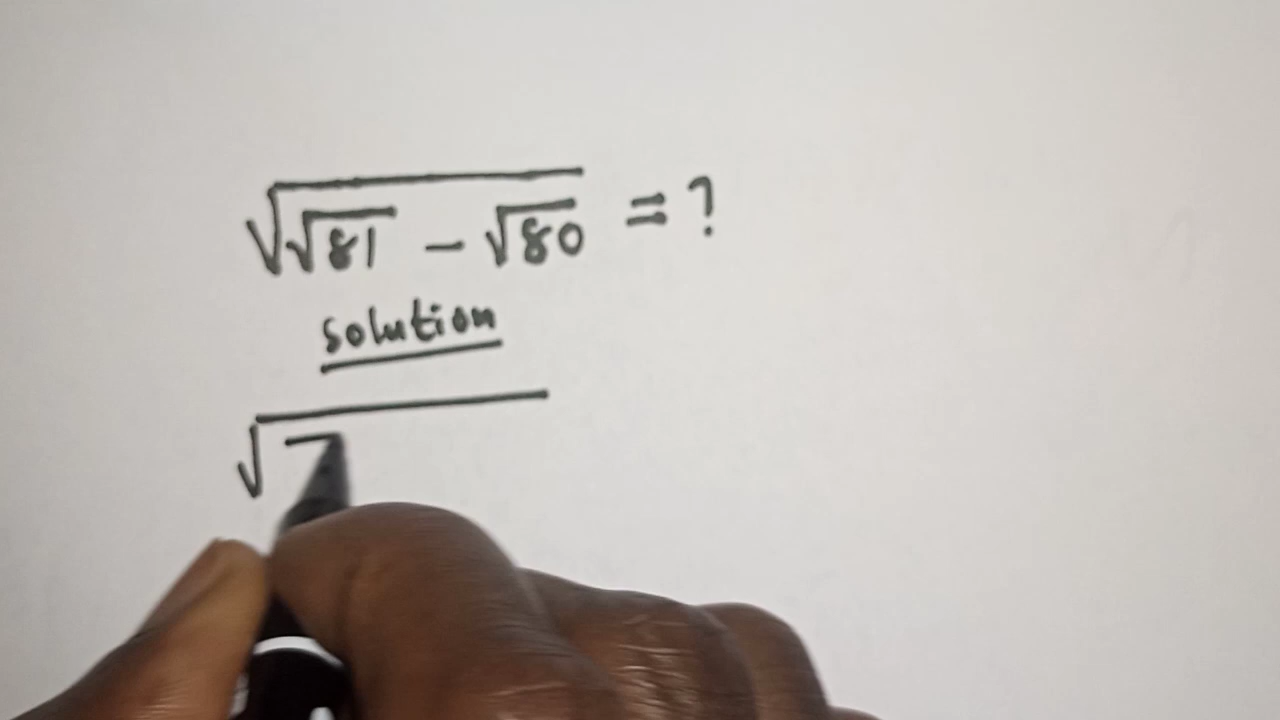 √(√81 - √80) = ?
solution
√